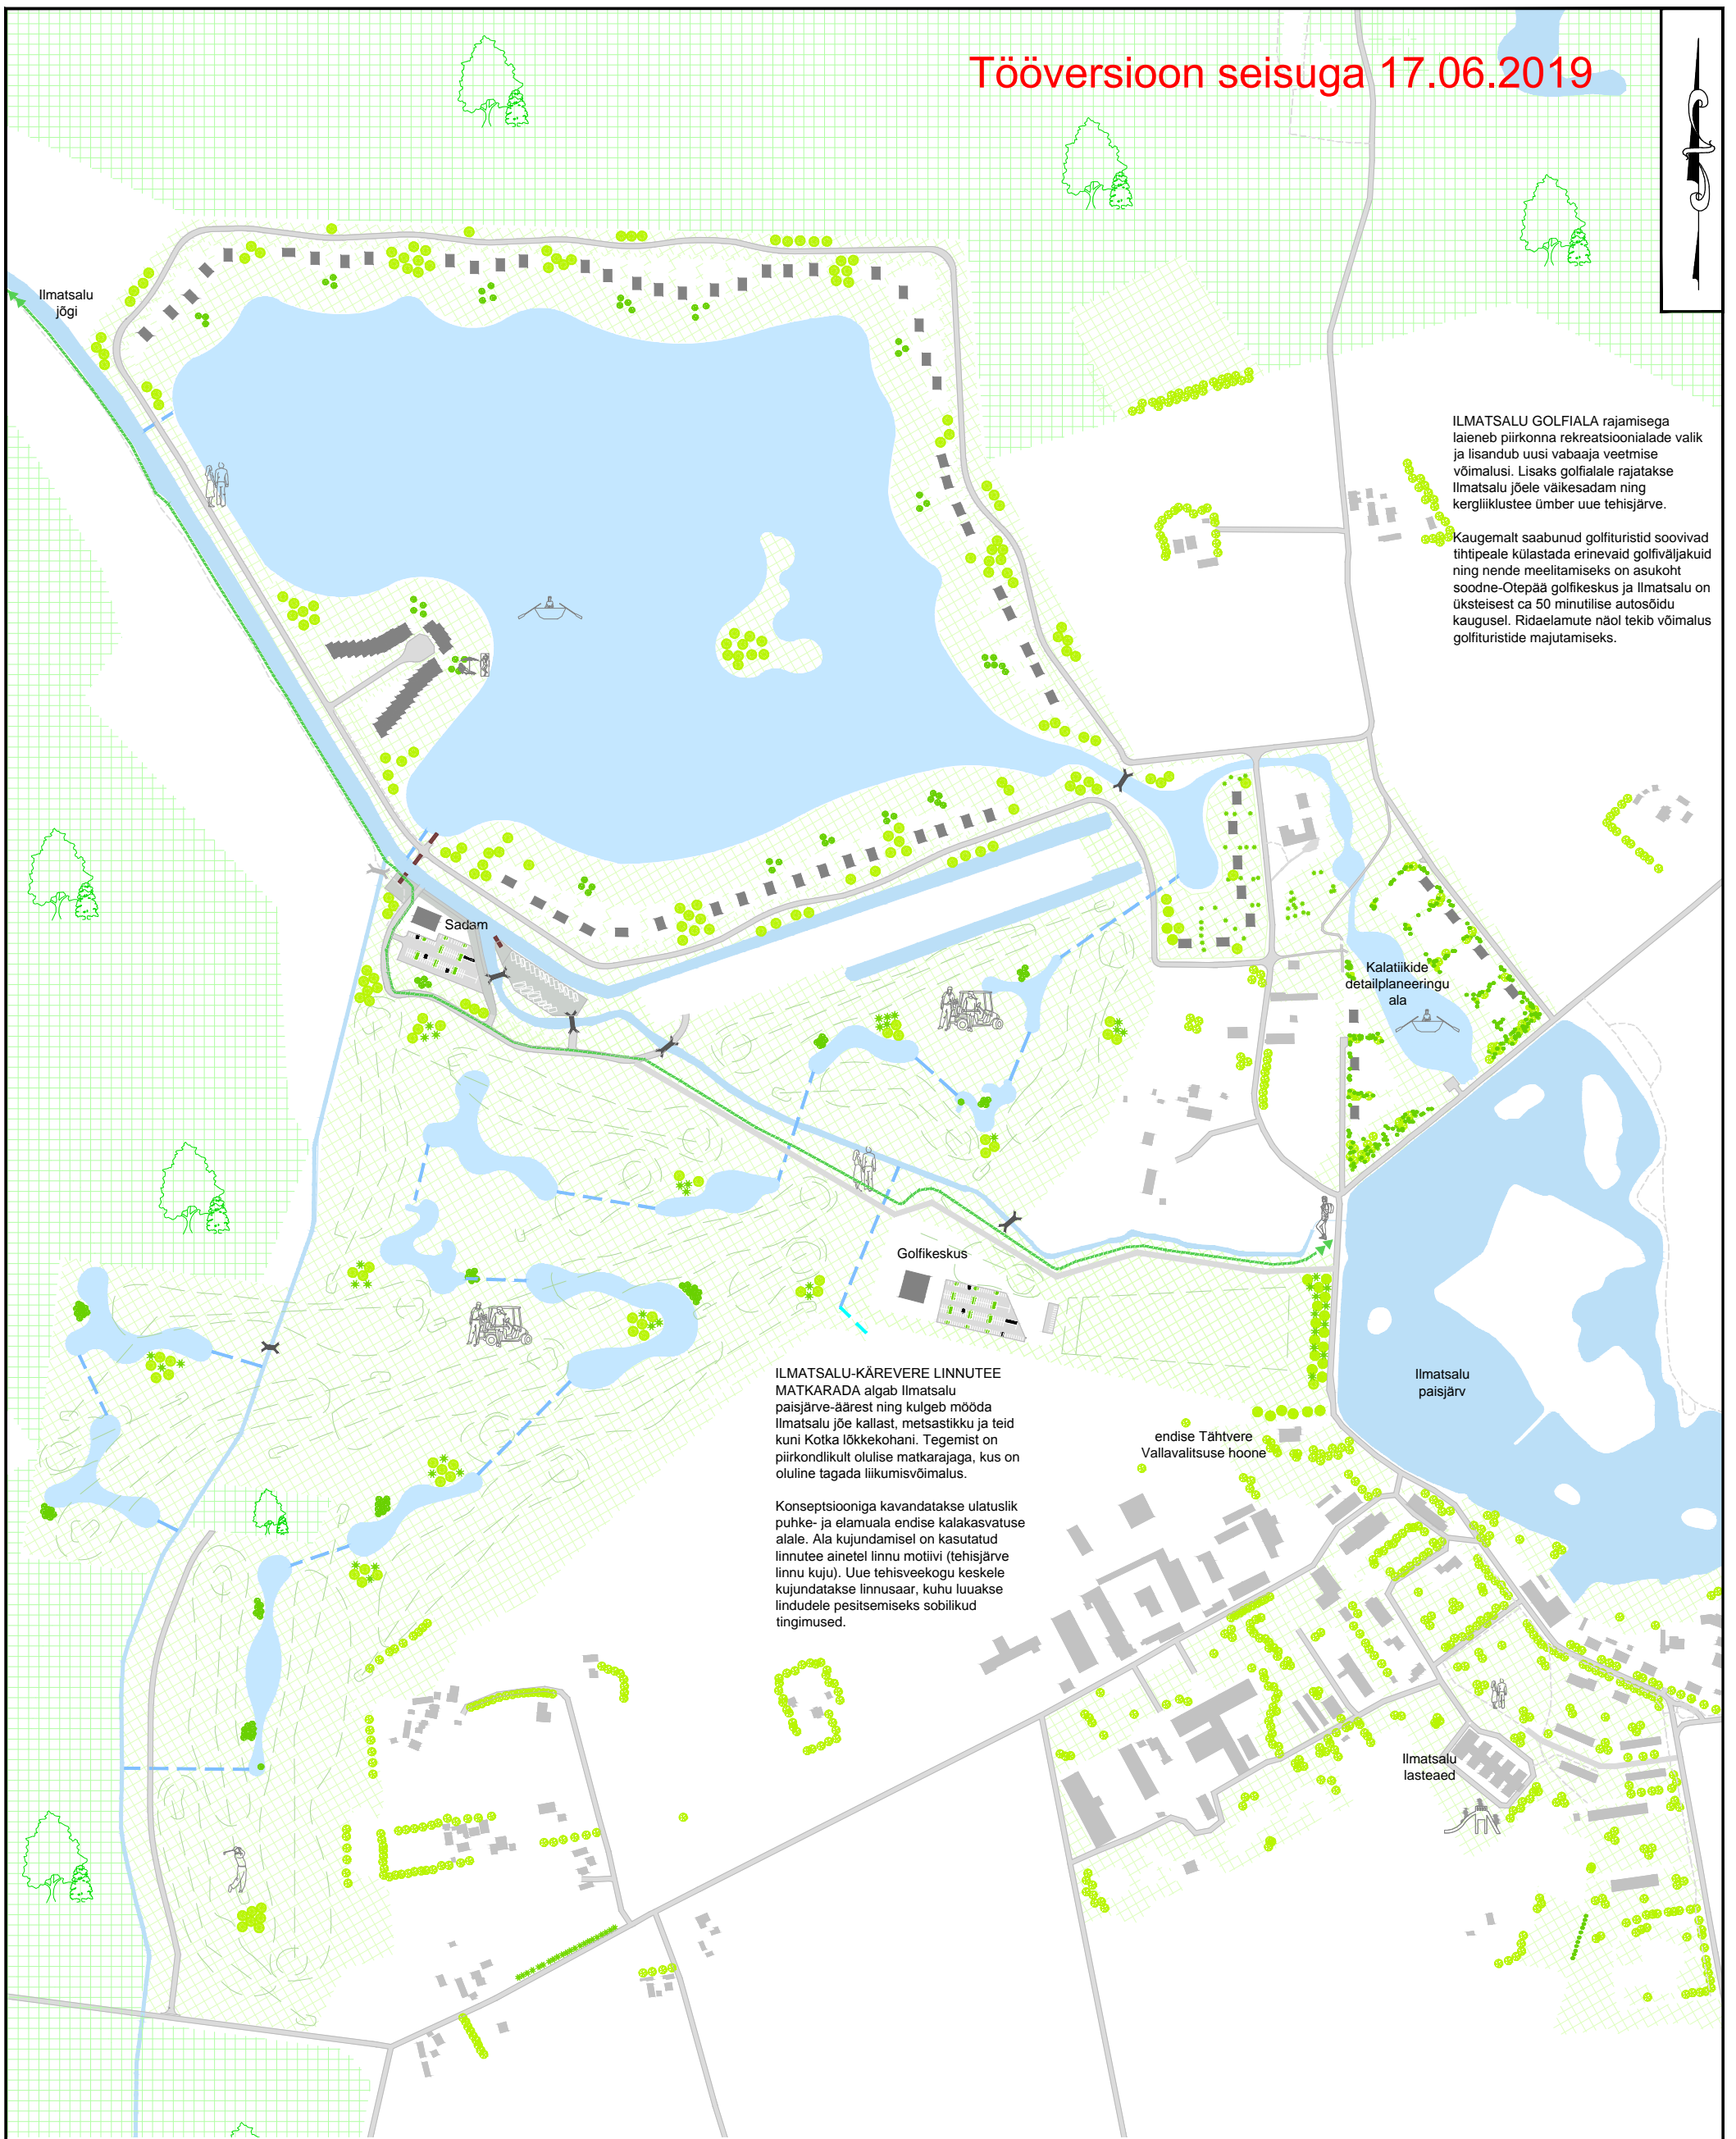 Tööversioon seisuga 17.06.2019
Ilmatsalu
jõgi
ILMATSALU GOLFIALA rajamisega
laieneb piirkonna rekreatsioonialade valik
ja lisandub uusi vabaaja veetmise
võimalusi. Lisaks golfialale rajatakse
Ilmatsalu jõele väikesadam ning
kergliiklustee ümber uue tehisjärve.
Kaugemalt saabunud golfituristid soovivad
tihtipeale külastada erinevaid golfiväljakuid
ning nende meelitamiseks on asukoht
soodne-Otepää golfikeskus ja Ilmatsalu on
üksteisest ca 50 minutilise autosõidu
kaugusel. Ridaelamute näol tekib võimalus
golfituristide majutamiseks.
Sadam
Kalatiikide
detailplaneeringu
ala
Golfikeskus
ILMATSALU-KÄREVERE LINNUTEE
MATKARADA algab Ilmatsalu
paisjärve-äärest ning kulgeb mööda
Ilmatsalu jõe kallast, metsastikku ja teid
kuni Kotka lõkkekohani. Tegemist on
piirkondlikult olulise matkarajaga, kus on
oluline tagada liikumisvõimalus.
Konseptsiooniga kavandatakse ulatuslik
puhke- ja elamuala endise kalakasvatuse
alale. Ala kujundamisel on kasutatud
linnutee ainetel linnu motiivi (tehisjärve
linnu kuju). Uue tehisveekogu keskele
kujundatakse linnusaar, kuhu luuakse
lindudele pesitsemiseks sobilikud
tingimused.
Ilmatsalu
paisjärv
endise Tähtvere
Vallavalitsuse hoone
Ilmatsalu
lasteaed